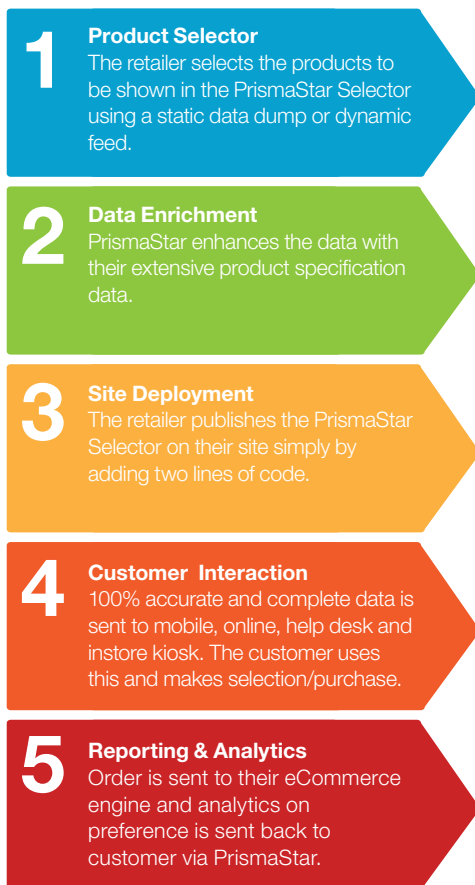 1
Product Selector
The retailer selects the products to
be shown in the PrismaStar Selector
using a static data dump or dynamic
feed.
2
Data Enrichment
PrismaStar enhances the data with
their extensive product specification
data.
3
Site Deployment
The retailer publishes the PrismaStar
Selector on their site simply by
adding two lines of code.
4
Customer  Interaction
100% accurate and complete data is
sent to mobile, online, help desk and
instore kiosk. The customer uses
this and makes selection/purchase.
5
Reporting & Analytics
Order is sent to their eCommerce
engine and analytics on
preference is sent back to
customer via PrismaStar.